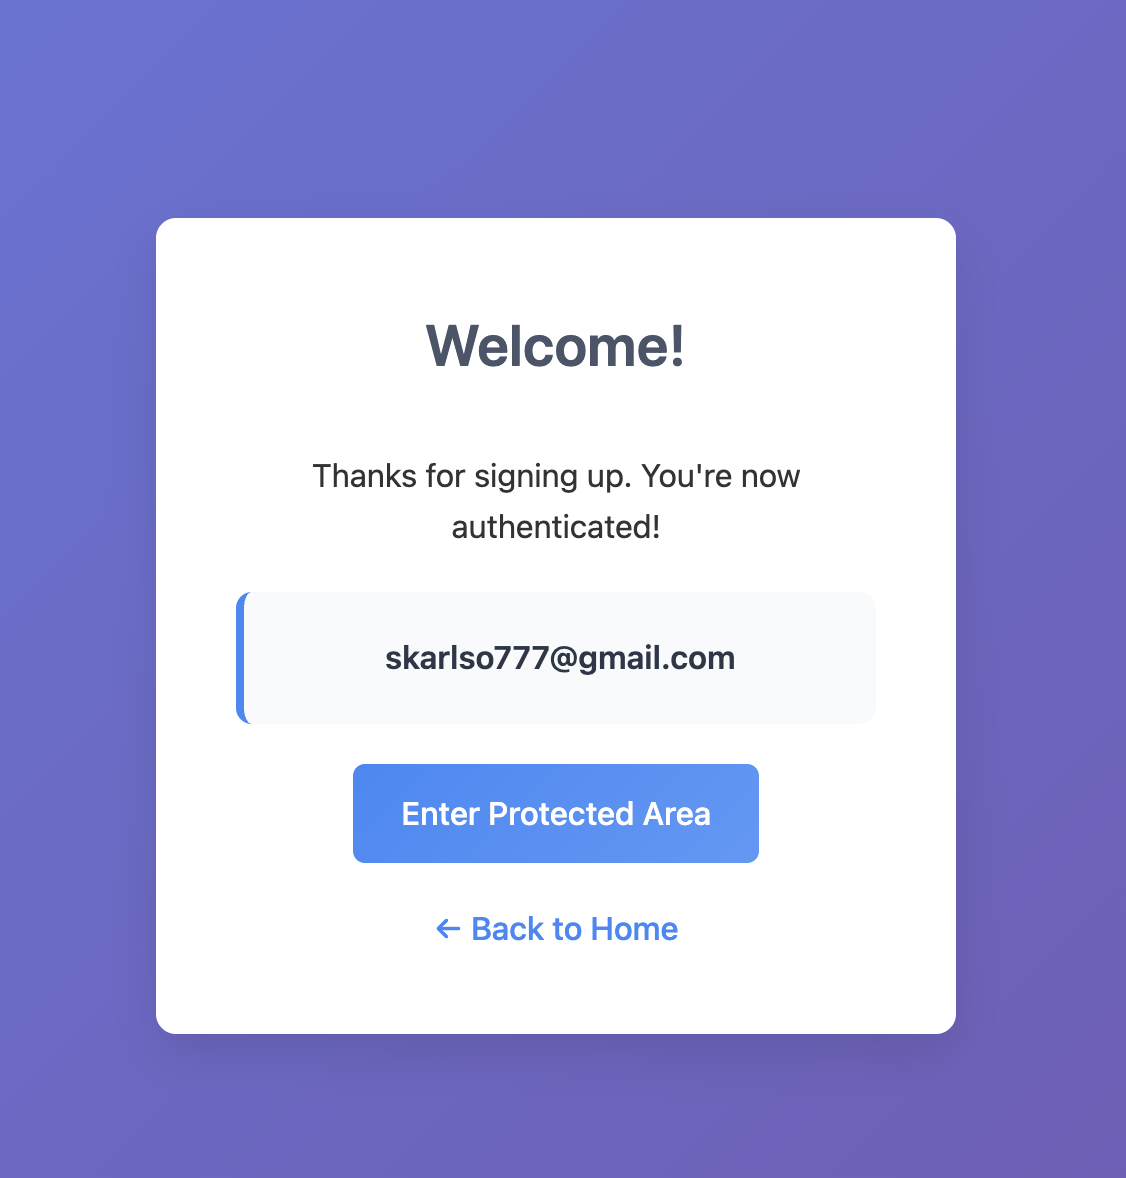 Welcome!
Thanks for signing up. You're now
authenticated!
skarlso777@gmail.com
Enter Protected Area
← Back to Home